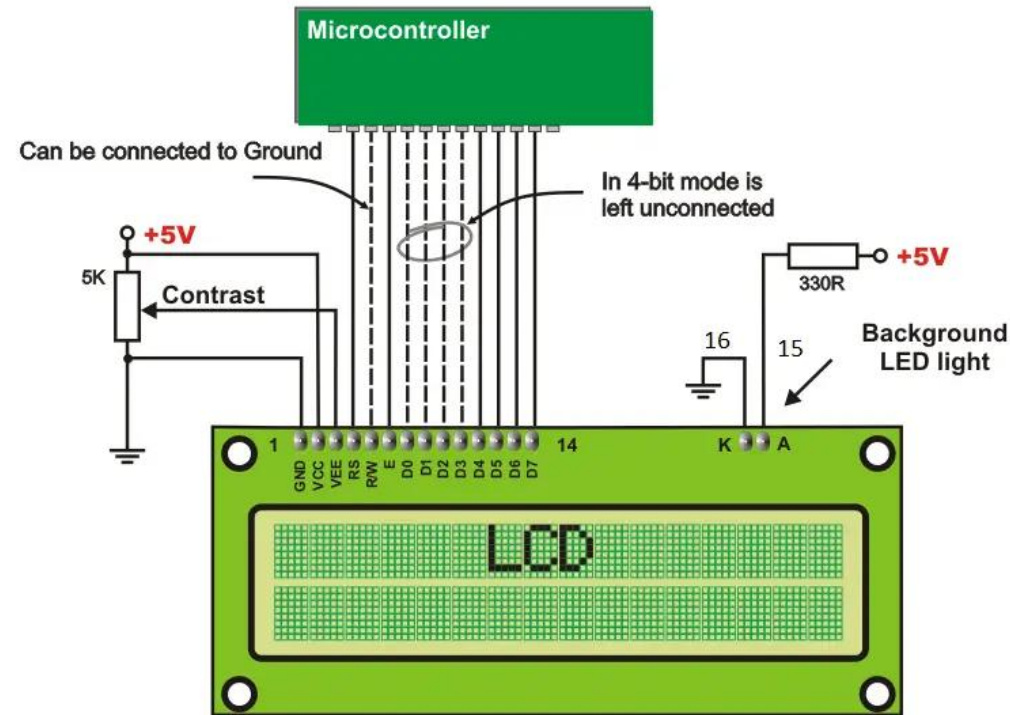 Microcontroller
Can be connected to Ground
In 4-bit mode is
left unconnected
+5V
5K
Contrast
+5V
330R
16
15
Background
LED light
1
GND
VCC
VEE
RS
R/W
E
D0
D1
D2
D3
D4
D5
D6
D7
14
K
A
LCD